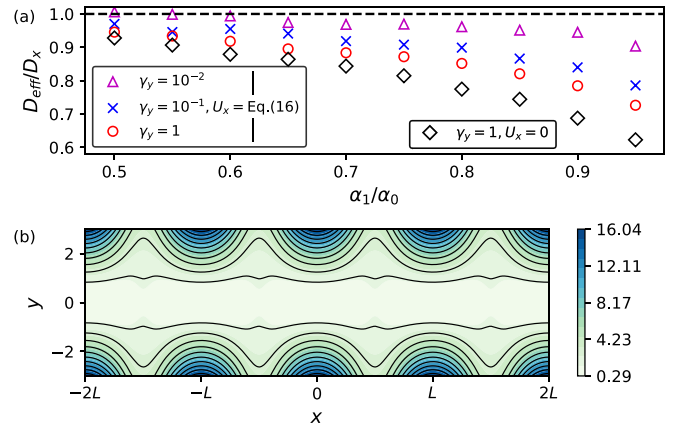 (a)
1.0
0.9
0.8
0.7
0.6
D_eff/D_x
γ_y = 10^{-2}
γ_y = 10^{-1}, U_x = Eq.(16)
γ_y = 1
γ_y = 1, U_x = 0
0.5 0.6 0.7 0.8 0.9
α_1/α_0
(b)
2
0
−2
y
−2L −L 0 L 2L
x
16.04
12.11
8.17
4.23
0.29